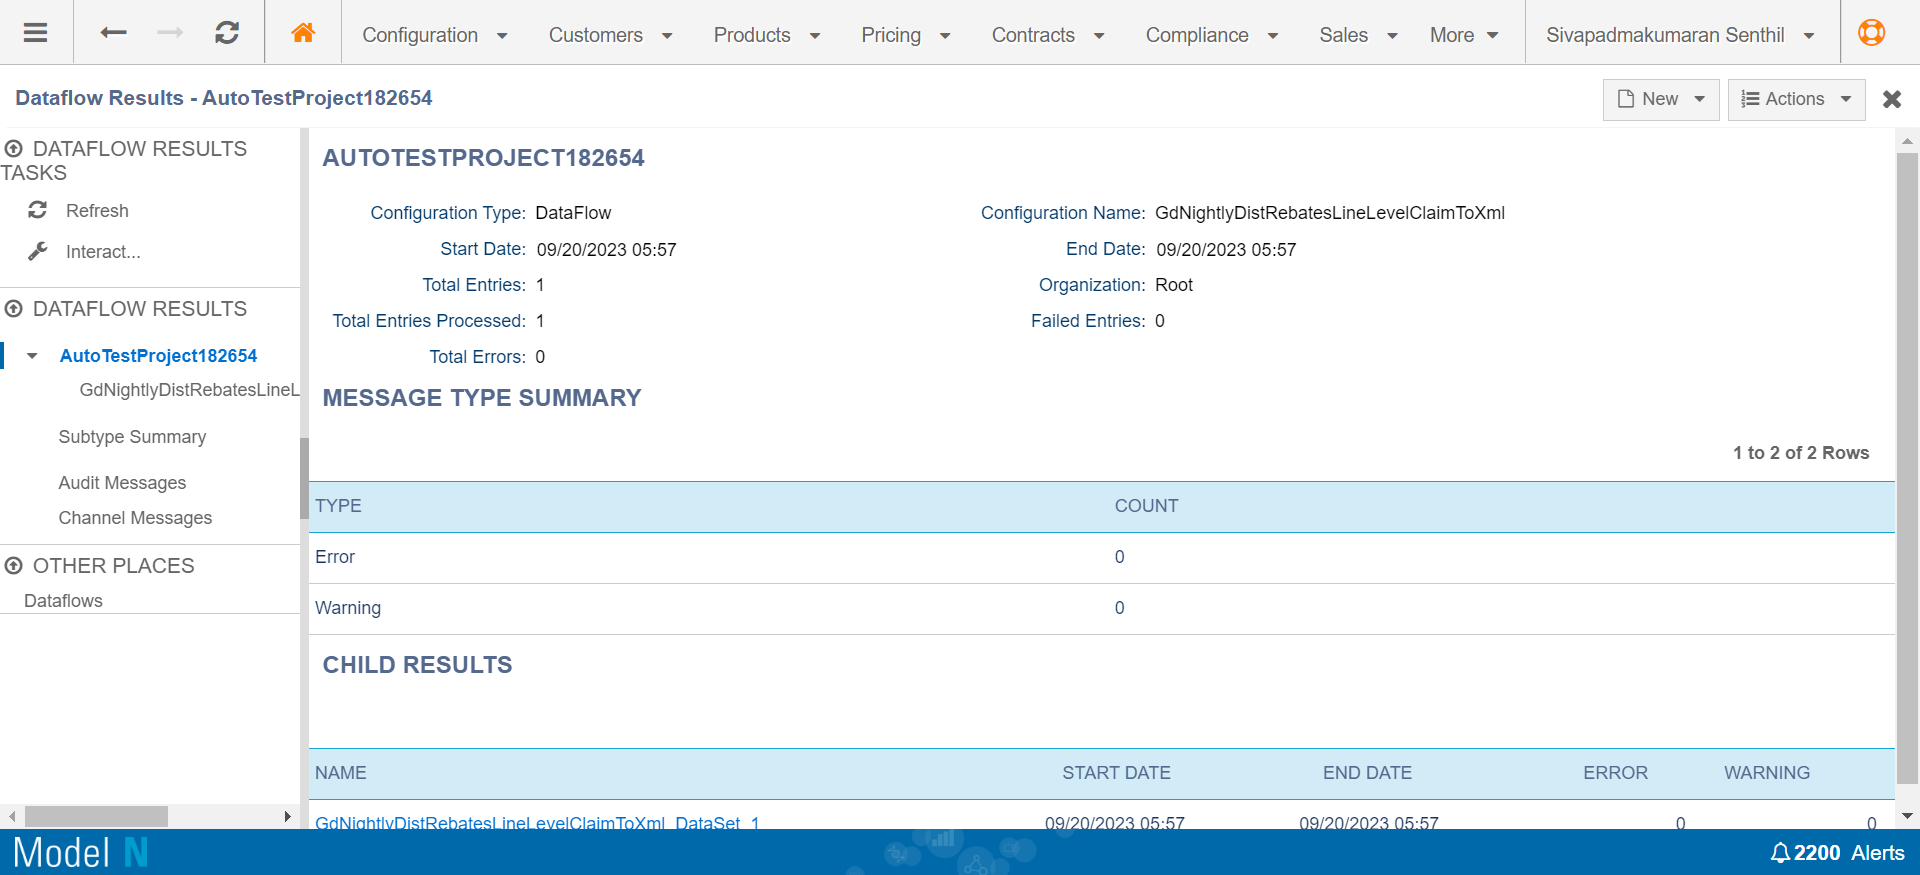 Configuration Customers Products Pricing Contracts Compliance Sales More Sivapadmakumaran Senthil
Dataflow Results - AutoTestProject182654
New Actions
DATAFLOW RESULTS
TASKS
Refresh
Interact...
DATAFLOW RESULTS
AutoTestProject182654
GdNightlyDistRebatesLineL
Subtype Summary
Audit Messages
Channel Messages
OTHER PLACES
Dataflows
AUTOTESTPROJECT182654
Configuration Type: DataFlow Configuration Name: GdNightlyDistRebatesLineLevelClaimToXml
Start Date: 09/20/2023 05:57 End Date: 09/20/2023 05:57
Total Entries: 1 Organization: Root
Total Entries Processed: 1 Failed Entries: 0
Total Errors: 0
MESSAGE TYPE SUMMARY
1 to 2 of 2 Rows
TYPE COUNT
Error 0
Warning 0
CHILD RESULTS
NAME START DATE END DATE ERROR WARNING
GdNightlyDistRebatesLineLevelClaimToXml_DataSet_1 09/20/2023 05:57 09/20/2023 05:57 0 0
Model N
2200 Alerts